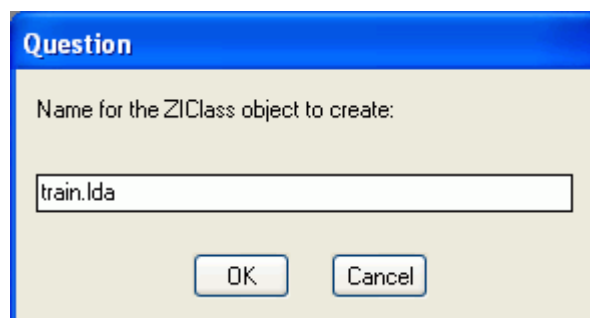 Question
Name for the ZIClass object to create:
train.lda
OK
Cancel